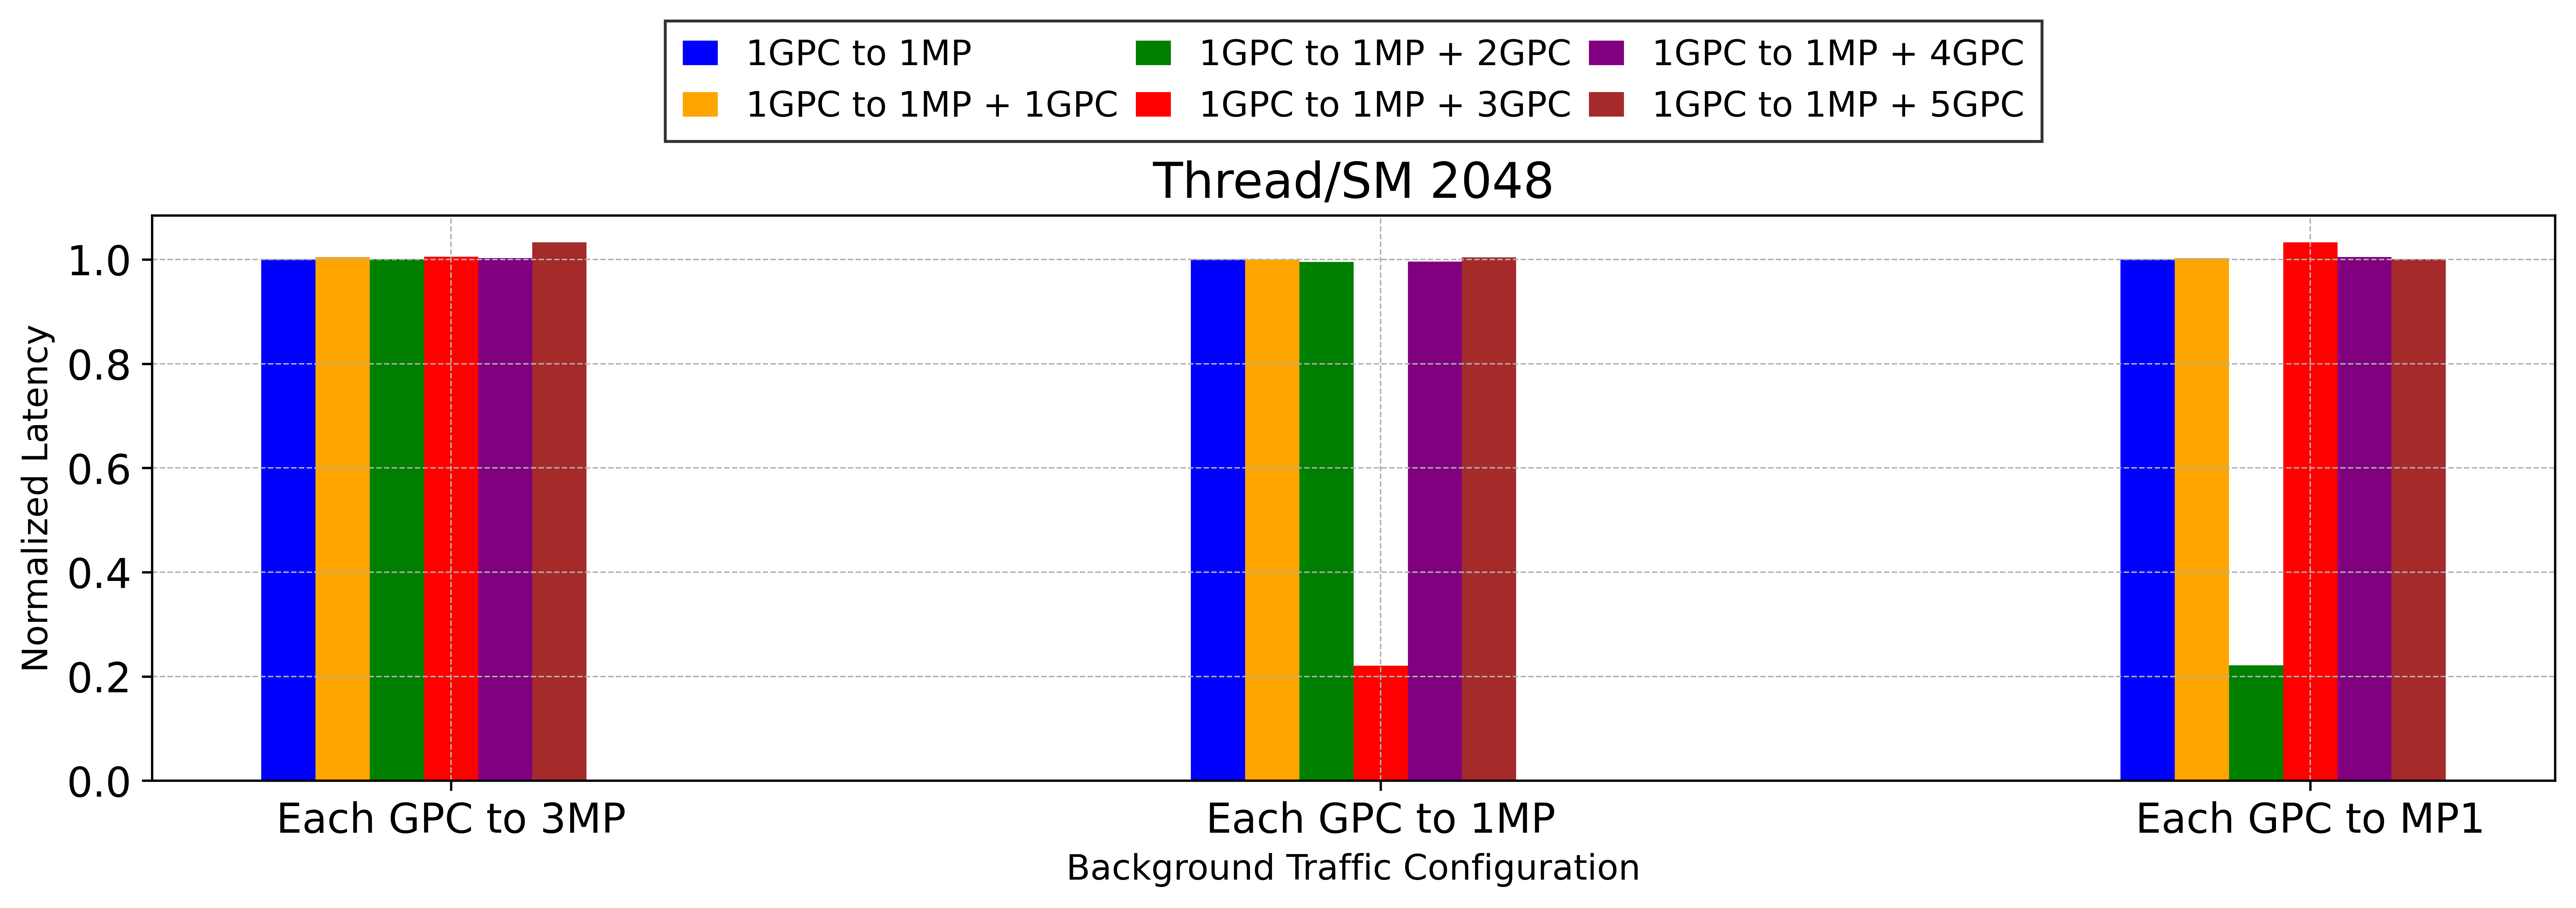 1GPC to 1MP
1GPC to 1MP + 1GPC
1GPC to 1MP + 2GPC
1GPC to 1MP + 3GPC
1GPC to 1MP + 4GPC
1GPC to 1MP + 5GPC
Thread/SM 2048
Normalized Latency
1.0
0.8
0.6
0.4
0.2
0.0
Each GPC to 3MP
Each GPC to 1MP
Each GPC to MP1
Background Traffic Configuration